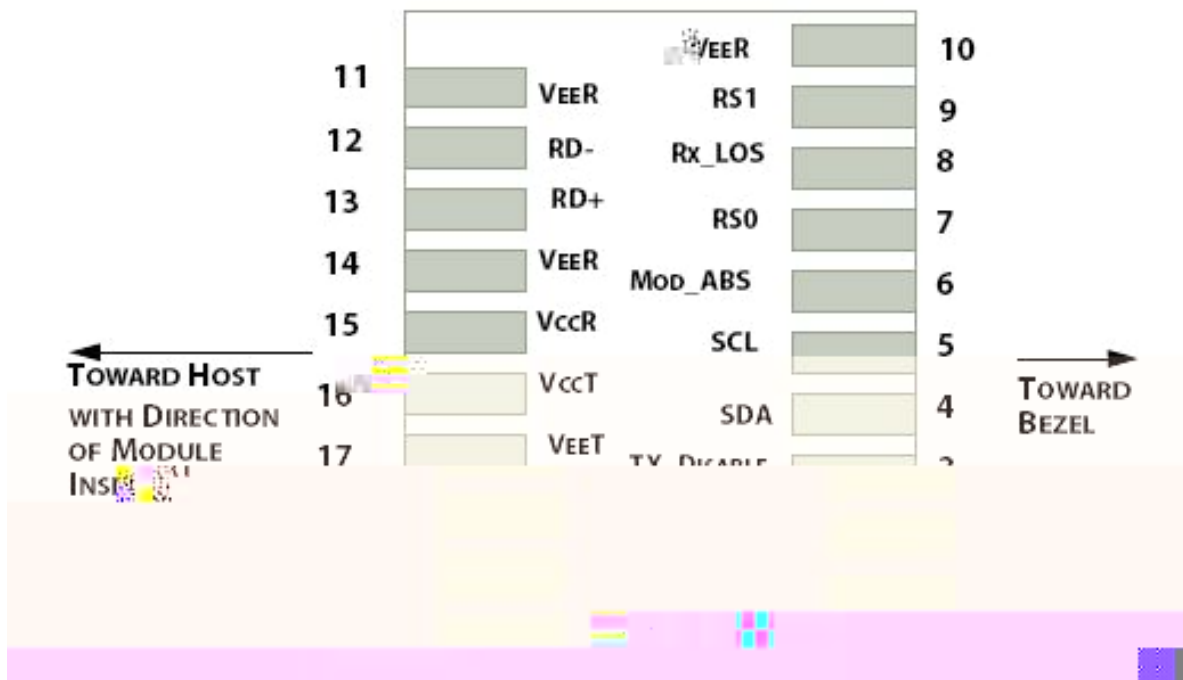 VEER 10
11 VEER
RS1 9
12 RD-
Rx_LOS 8
13 RD+
RS0 7
14 VEER
MOD_ABS 6
15 VccR
SCL 5
TOWARD HOST
WITH DIRECTION
OF MODULE
16 VccT
SDA 4
TOWARD
BEZEL
17 VEET